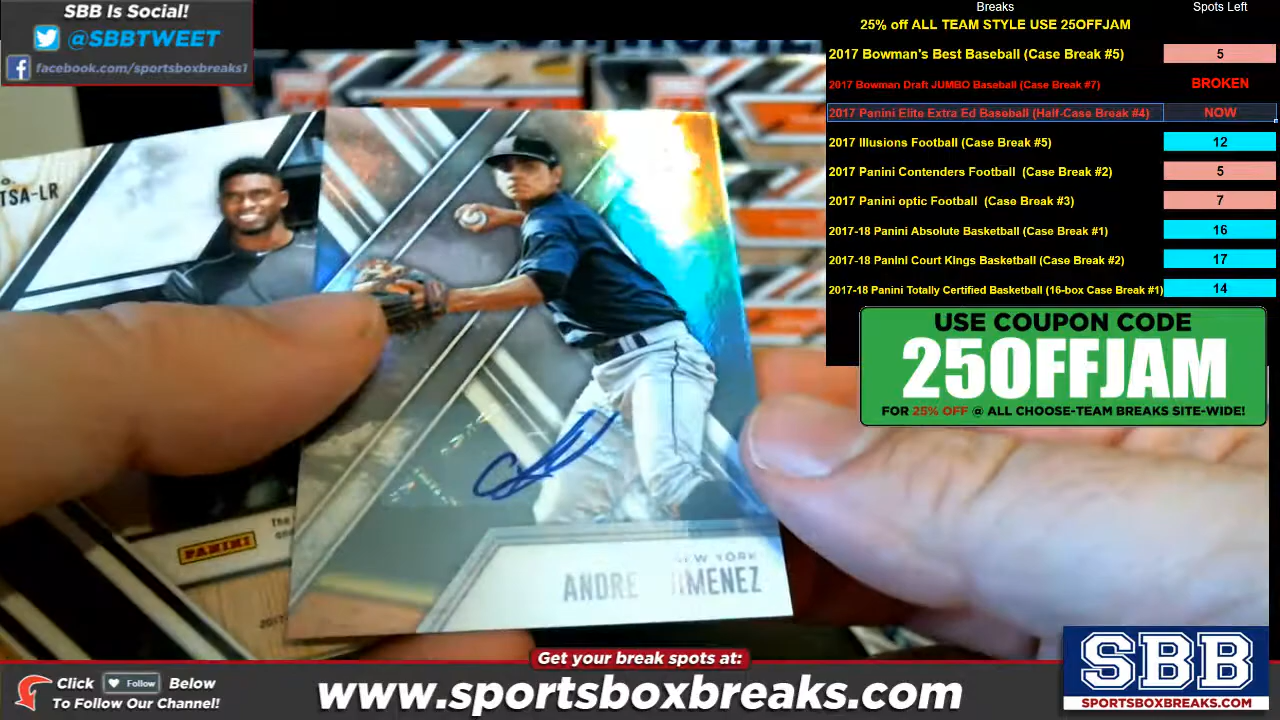 SBB Is Social!
@SBBTWEET
facebook.com/sportsboxbreaks1
Breaks Spots Left
25% off ALL TEAM STYLE USE 25OFFJAM
2017 Bowman's Best Baseball (Case Break #5) 5
2017 Bowman Draft JUMBO Baseball (Case Break #7) BROKEN
2017 Panini Elite Extra Ed Baseball (Half-Case Break #4) NOW
2017 Illusions Football (Case Break #5) 12
2017 Panini Contenders Football (Case Break #2) 5
2017 Panini optic Football (Case Break #3) 7
2017-18 Panini Absolute Basketball (Case Break #1) 16
2017-18 Panini Court Kings Basketball (Case Break #2) 17
2017-18 Panini Totally Certified Basketball (16-box Case Break #1) 14
USE COUPON CODE
25OFFJAM
FOR 25% OFF @ ALL CHOOSE-TEAM BREAKS SITE-WIDE!
TSA-LR
PANINI
NEW YORK
ANDRE IMENEZ
Get your break spots at:
www.sportsboxbreaks.com
Click Follow Below
To Follow Our Channel!
SBB
SPORTSBOXBREAKS.COM